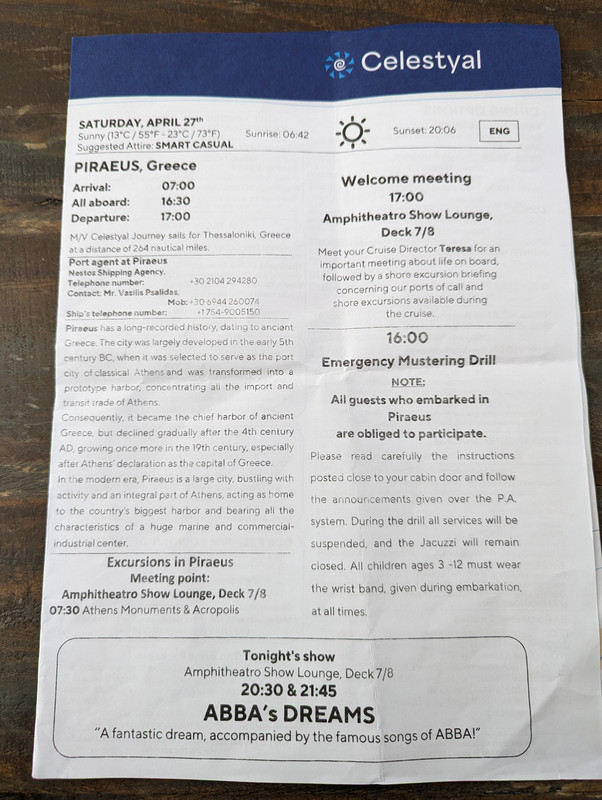 Celestyal
SATURDAY, APRIL 27th
Sunny (13°C / 55°F - 23°C / 73°F)
Sunrise: 06:42
Sunset: 20:06
ENG
Suggested Attire: SMART CASUAL
PIRAEUS, Greece
Arrival: 07:00
All aboard: 16:30
Departure: 17:00
M/V Celestyal Journey sails for Thessaloniki, Greece
at a distance of 264 nautical miles.
Port agent at Piraeus
Nestos Shipping Agency,
Telephone number: +30 2104 294280
Contact: Mr. Vasilis Psalidas,
Mob: +30 6944 260074
Ship's telephone number: +1 754-9005150
Piraeus has a long-recorded history, dating to ancient
Greece. The city was largely developed in the early 5th
century BC, when it was selected to serve as the port
city of classical Athens and was transformed into a
prototype harbor, concentrating all the import and
transit trade of Athens.
Consequently, it became the chief harbor of ancient
Greece, but declined gradually after the 4th century
AD, growing once more in the 19th century, especially
after Athens' declaration as the capital of Greece.
In the modern era, Piraeus is a large city, bustling with
activity and an integral part of Athens, acting as home
to the country's biggest harbor and bearing all the
characteristics of a huge marine and commercial-
industrial center.
Excursions in Piraeus
Meeting point:
Amphitheatro Show Lounge, Deck 7/8
07:30 Athens Monuments & Acropolis
Welcome meeting
17:00
Amphitheatro Show Lounge,
Deck 7/8
Meet your Cruise Director Teresa for an
important meeting about life on board,
followed by a shore excursion briefing
concerning our ports of call and
shore excursions available during
the cruise.
16:00
Emergency Mustering Drill
NOTE:
All guests who embarked in
Piraeus
are obliged to participate.
Please read carefully the instructions
posted close to your cabin door and follow
the announcements given over the P.A.
system. During the drill all services will be
suspended, and the Jacuzzi will remain
closed. All children ages 3 -12 must wear
the wrist band, given during embarkation,
at all times.
Tonight's show
Amphitheatro Show Lounge, Deck 7/8
20:30 & 21:45
ABBA's DREAMS
"A fantastic dream, accompanied by the famous songs of ABBA!"